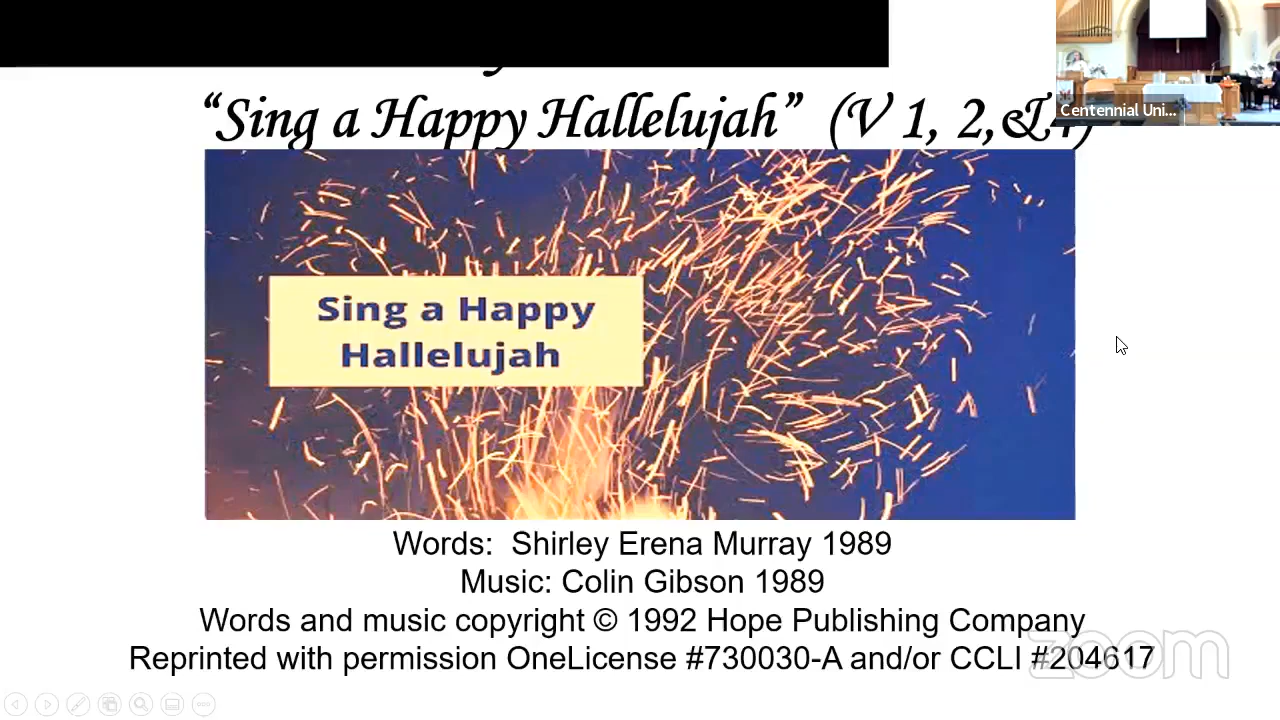 “Sing a Happy Hallelujah” (V 1, 2,&
Centennial Uni...
Sing a Happy
Hallelujah
Words: Shirley Erena Murray 1989
Music: Colin Gibson 1989
Words and music copyright © 1992 Hope Publishing Company
Reprinted with permission OneLicense #730030-A and/or CCLI #204617
zoom